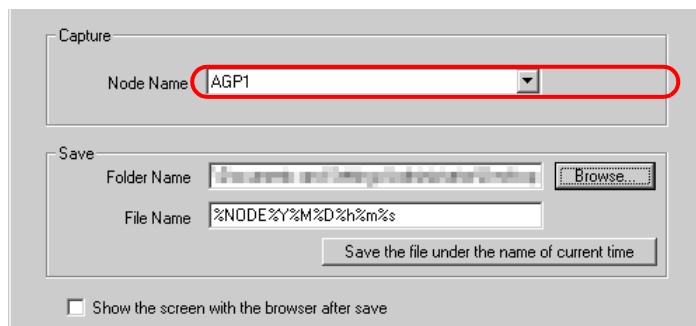 Capture
Node Name AGP1
Save
Folder Name Browse...
File Name %NODE%Y%M%D%h%m%s
Save the file under the name of current time
Show the screen with the browser after save